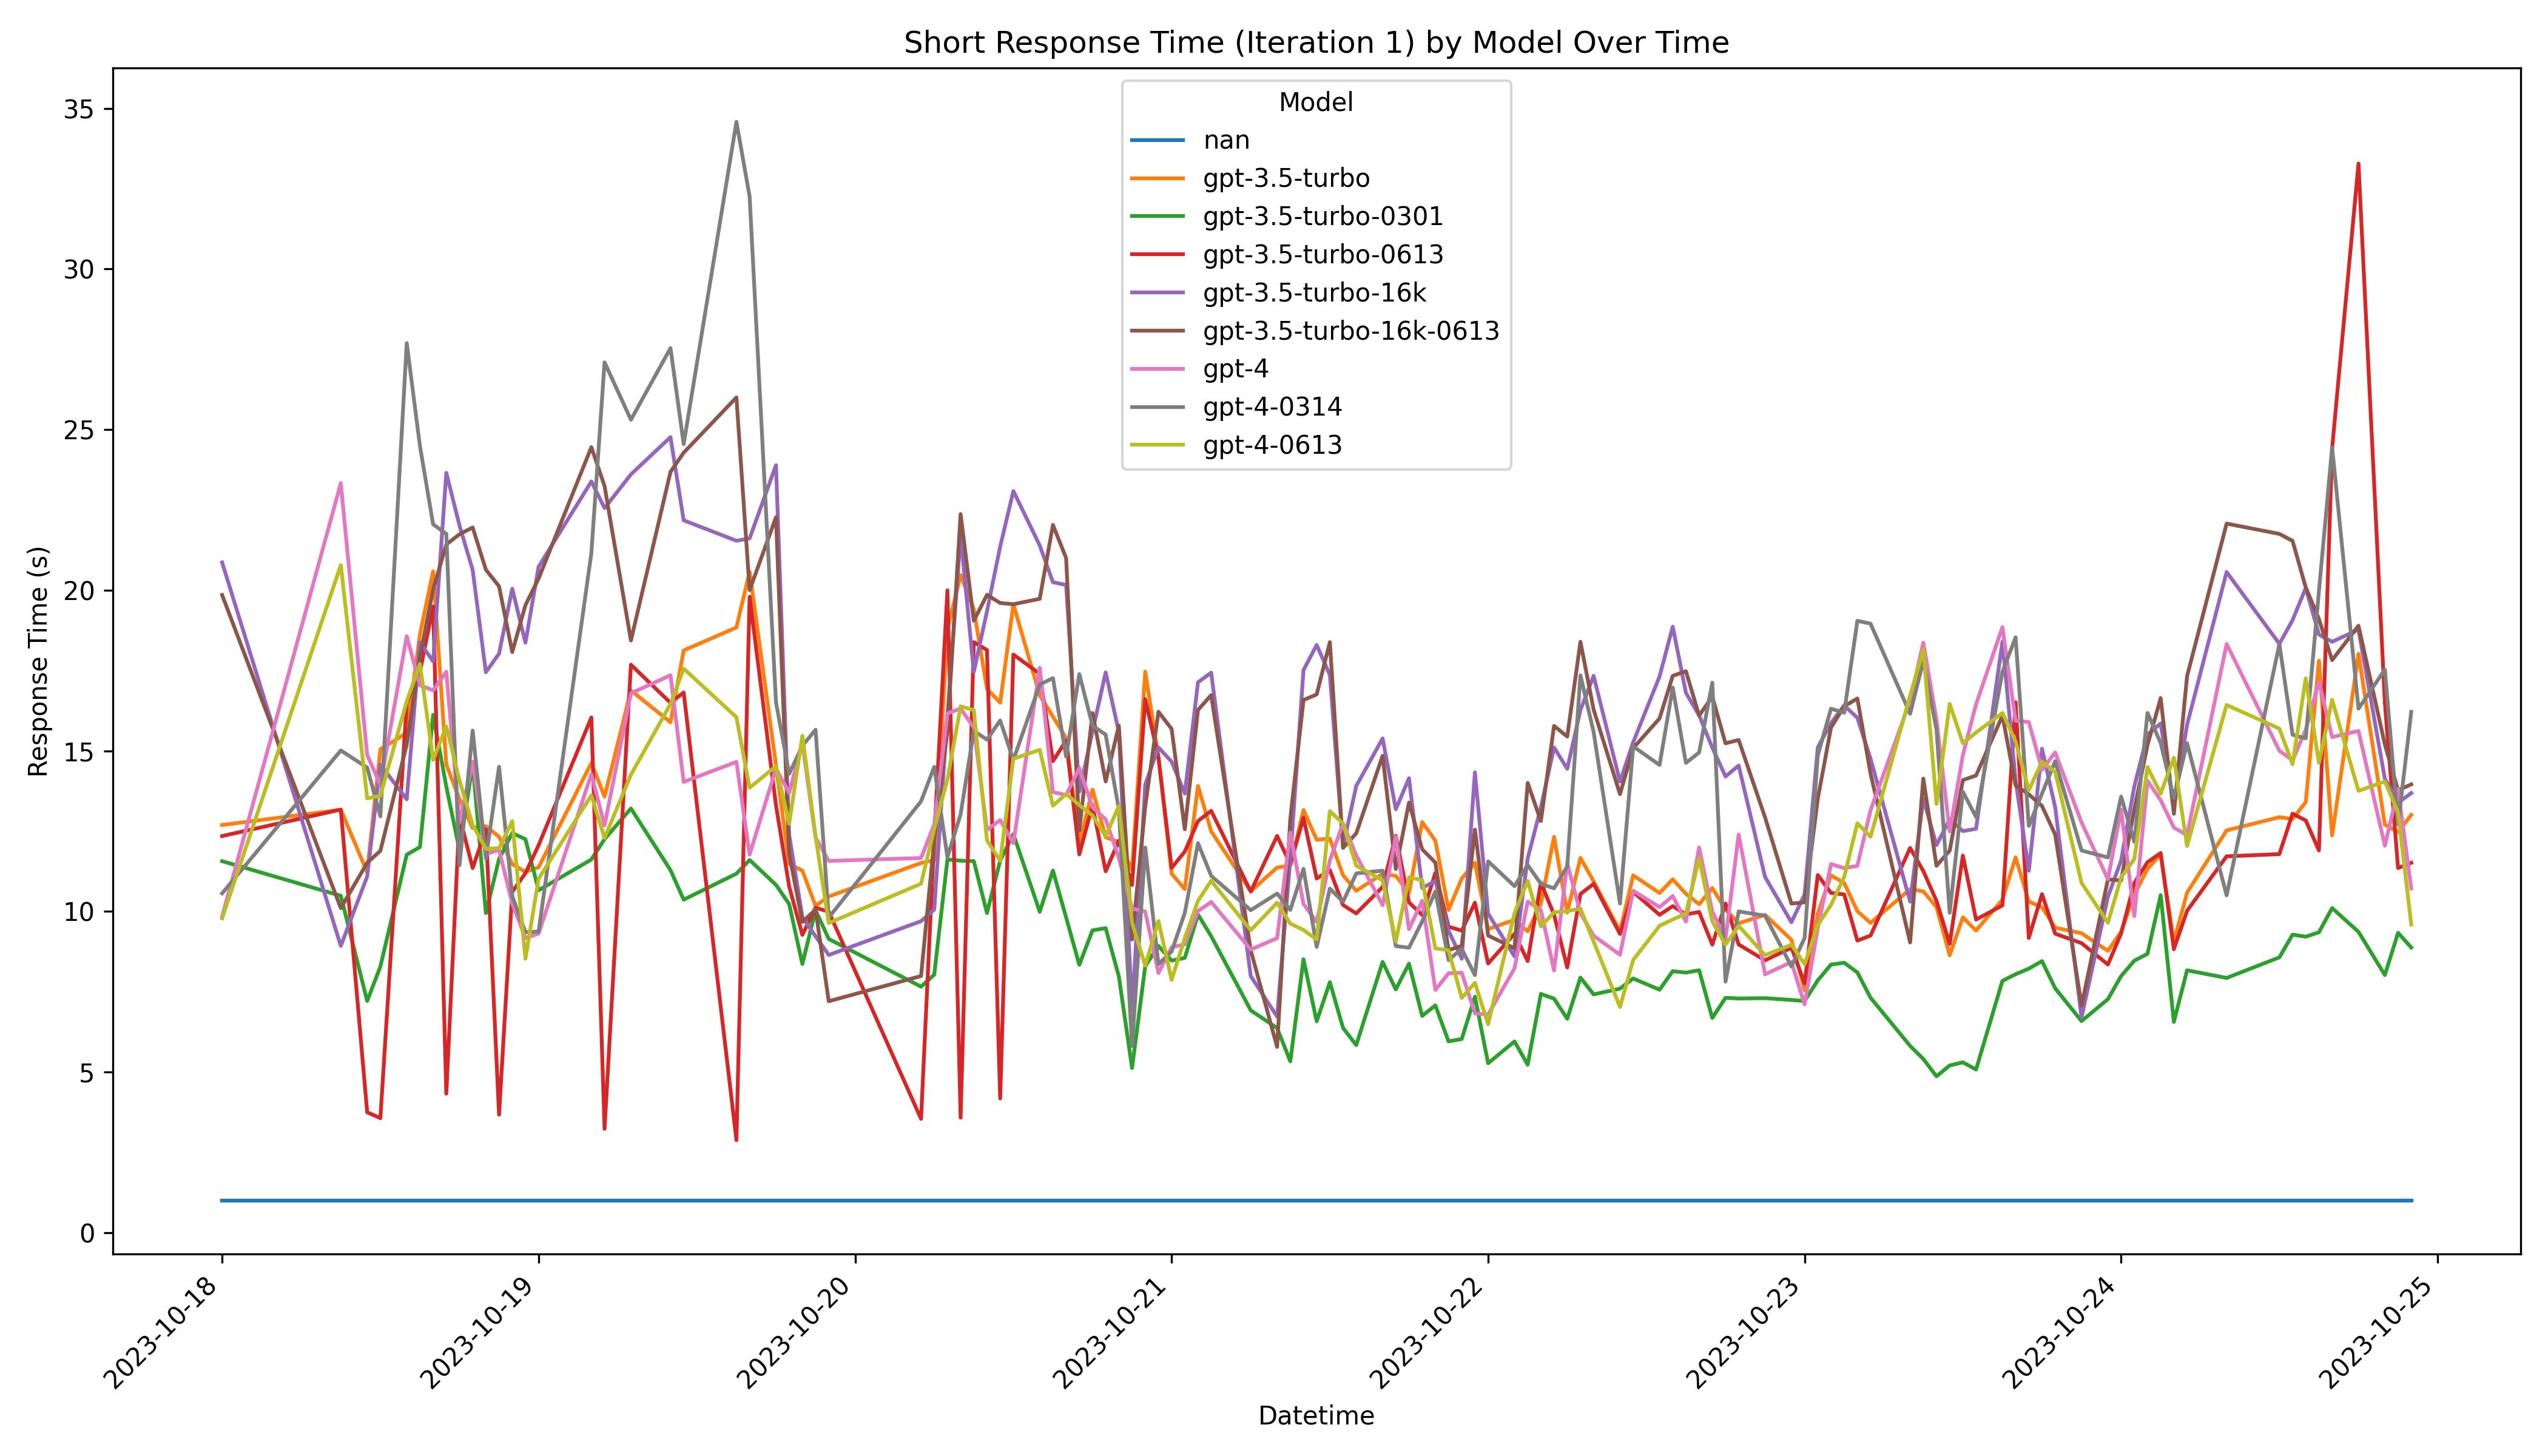 Short Response Time (Iteration 1) by Model Over Time
Model
nan
gpt-3.5-turbo
gpt-3.5-turbo-0301
gpt-3.5-turbo-0613
gpt-3.5-turbo-16k
gpt-3.5-turbo-16k-0613
gpt-4
gpt-4-0314
gpt-4-0613
Response Time (s)
35
30
25
20
15
10
5
0
2023-10-18
2023-10-19
2023-10-20
2023-10-21
2023-10-22
2023-10-23
2023-10-24
2023-10-25
Datetime